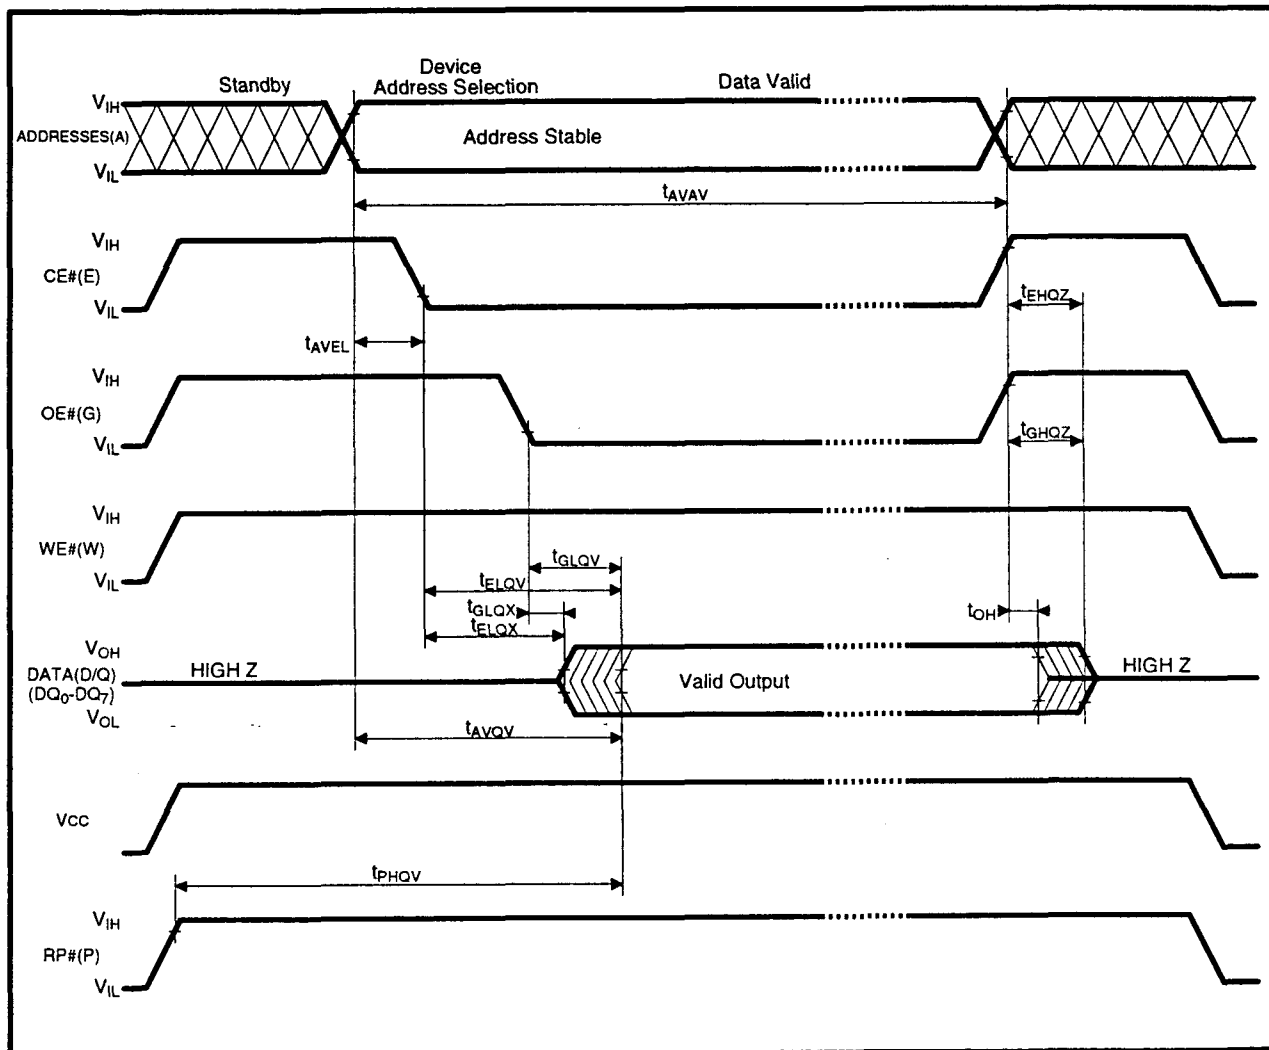 Standby
Device
Address Selection
Data Valid
VIH
ADDRESSES(A)
Address Stable
VIL
tAVAV
VIH
CE#(E)
VIL
tEHQZ
tAVEL
VIH
OE#(G)
VIL
tGHQZ
VIH
WE#(W)
VIL
tGLQV
tELQV
tGLQX
tELQX
tOH
VOH
DATA(D/Q)
(DQ0-DQ7)
VOL
HIGH Z
Valid Output
HIGH Z
tAVQV
VCC
tPHQV
VIH
RP#(P)
VIL